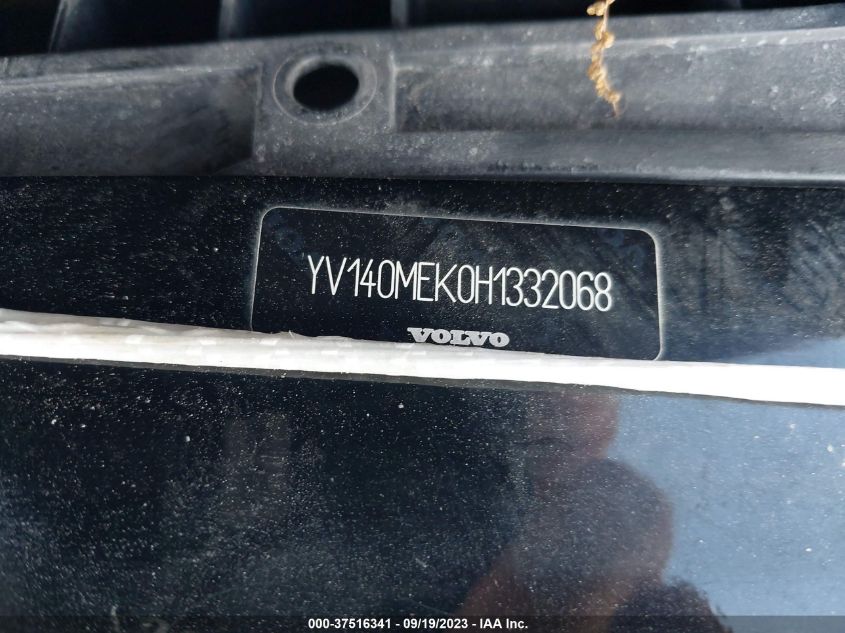 YV140MEK0H1332068
VOLVO
000-37516341 - 09/19/2023 - IAA Inc.